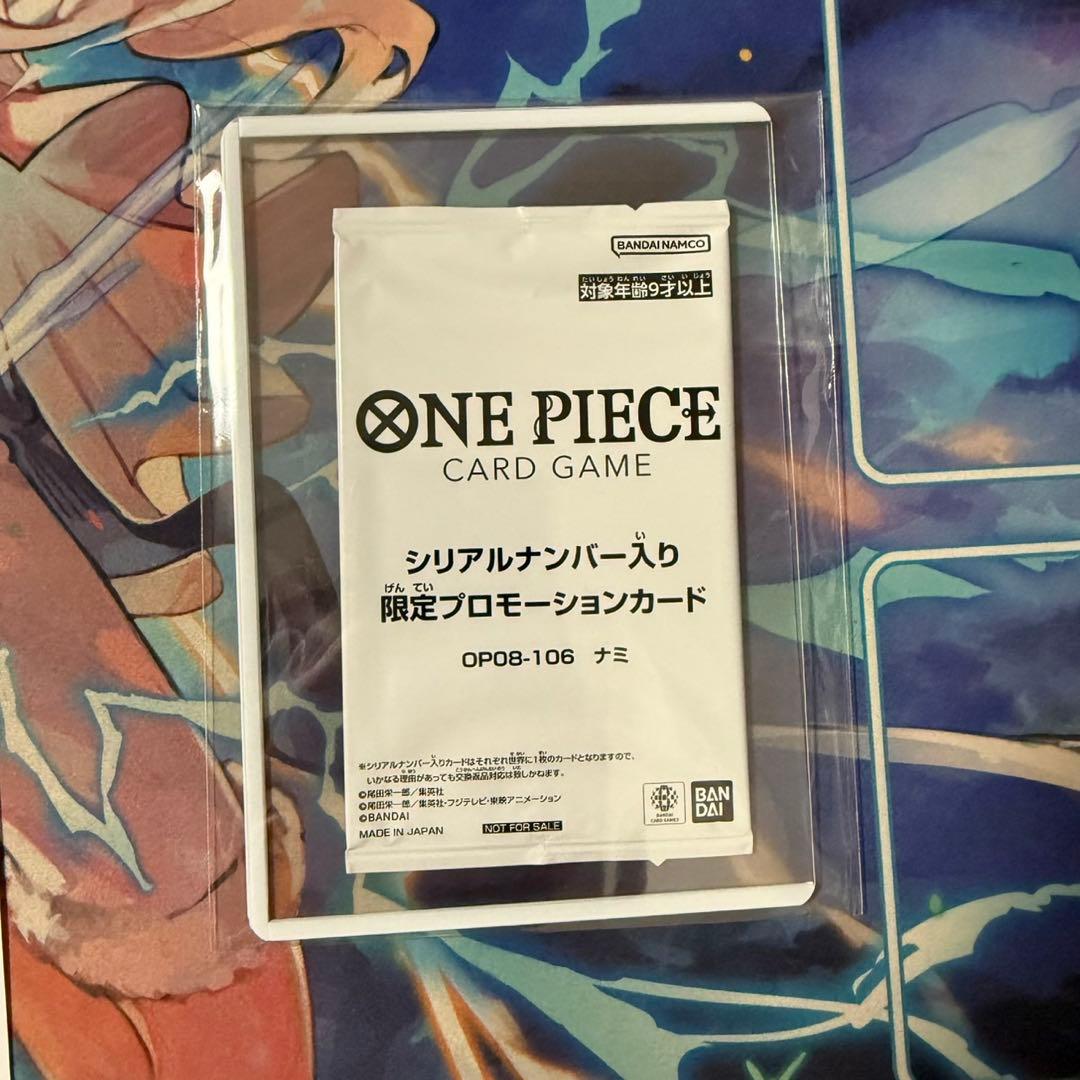 BANDAI NAMCO
たいしょうねんれい さいいじょう
対象年齢9才以上
ONE PIECE
CARD GAME
い
シリアルナンバー入り
げんてい
限定プロモーションカード
OP08-106 ナミ
※シリアルナンバー入りカードはそれぞれ世界に1枚のカードとなりますので、
いかなる理由があっても交換返品対応は致しかねます。
©尾田栄一郎/集英社
©尾田栄一郎/集英社・フジテレビ・東映アニメーション
©BANDAI
MADE IN JAPAN
NOT FOR SALE
BANDAI
CARD GAMES
BAN
DAI